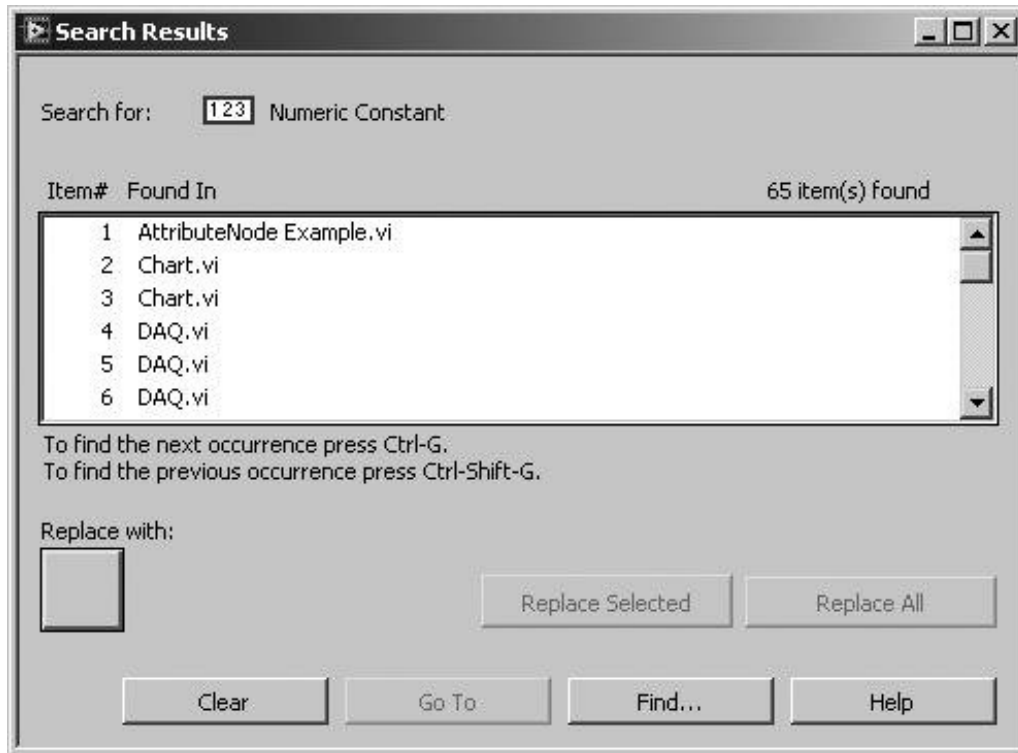 Search Results
Search for: 123 Numeric Constant
Item# Found In 65 item(s) found
1 AttributeNode Example.vi
2 Chart.vi
3 Chart.vi
4 DAQ.vi
5 DAQ.vi
6 DAQ.vi
To find the next occurrence press Ctrl-G.
To find the previous occurrence press Ctrl-Shift-G.
Replace with:
Replace Selected Replace All
Clear Go To Find... Help